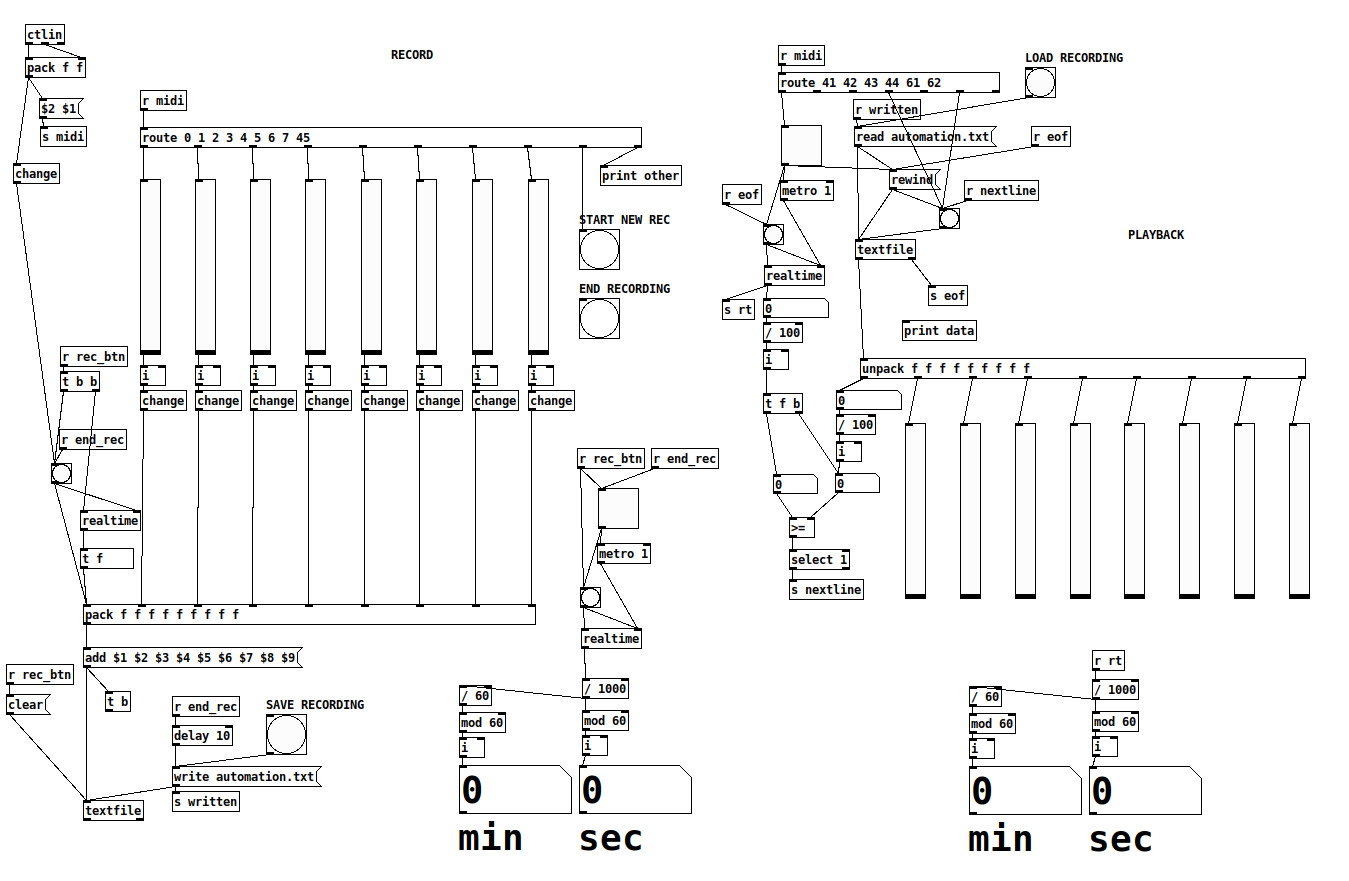 ctlin
pack f f
$2 $1
s midi
change
RECORD
r midi
route 0 1 2 3 4 5 6 7 45
print other
START NEW REC
END RECORDING
i
i
i
i
i
i
i
i
change
change
change
change
change
change
change
change
r rec_btn
t b b
r end_rec
realtime
t f
pack f f f f f f f f f
add $1 $2 $3 $4 $5 $6 $7 $8 $9
r rec_btn
clear
t b
r end_rec
delay 10
SAVE RECORDING
write automation.txt
s written
textfile
r rec_btn
r end_rec
metro 1
realtime
/ 60
/ 1000
mod 60
mod 60
i
i
0
0
min
sec
r midi
route 41 42 43 44 61 62
LOAD RECORDING
r written
read automation.txt
r eof
rewind
r nextline
metro 1
r eof
PLAYBACK
textfile
realtime
s eof
s rt
0
/ 100
i
print data
unpack f f f f f f f f f
t f b
0
/ 100
i
0
0
>=
select 1
s nextline
r rt
/ 60
/ 1000
mod 60
mod 60
i
i
0
0
min
sec